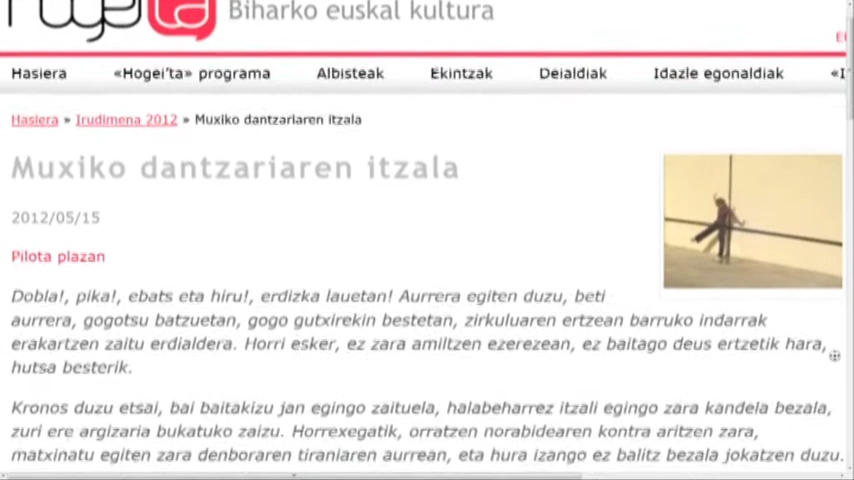 Biharko euskal kultura
Hasiera «Hogei'ta» programa Albisteak Ekintzak Deialdiak Idazle egonaldiak
Hasiera » Irudimena 2012 » Muxiko dantzariaren itzala
Muxiko dantzariaren itzala
2012/05/15
Pilota plazan
Dobla!, pika!, ebats eta hiru!, erdizka lauetan! Aurrera egiten duzu, beti
aurrera, gogotsu batzuetan, gogo gutxirekin bestetan, zirkuluaren ertzean barruko indarrak
erakartzen zaitu erdialdera. Horri esker, ez zara amiltzen ezerezean, ez baitago deus ertzetik hara,
hutsa besterik.
Kronos duzu etsai, bai baitakizu jan egingo zaituela, halabeharrez itzali egingo zara kandela bezala,
zuri ere argizaria bukatuko zaizu. Horrexegatik, orratzen norabidearen kontra aritzen zara,
matxinatu egiten zara denboraren tiraniaren aurrean, eta hura izango ez balitz bezala jokatzen duzu.